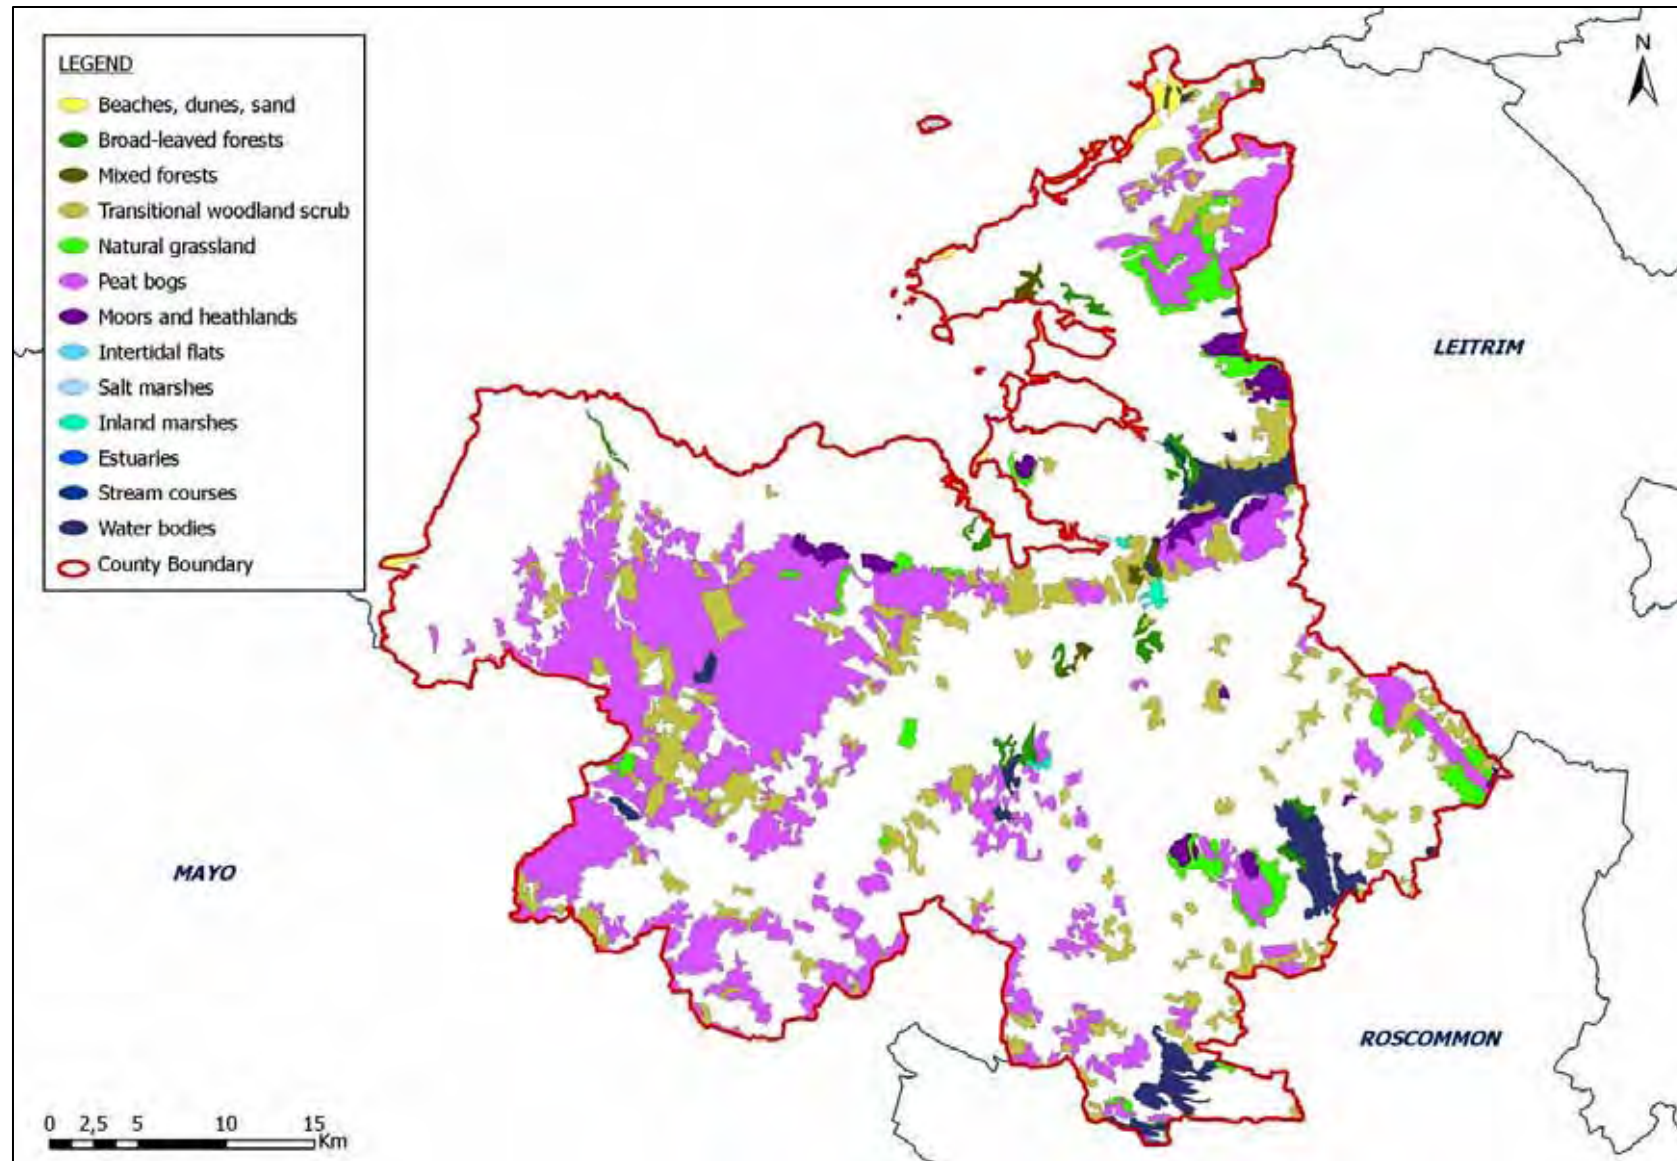 LEGEND
Beaches, dunes, sand
Broad-leaved forests
Mixed forests
Transitional woodland scrub
Natural grassland
Peat bogs
Moors and heathlands
Intertidal flats
Salt marshes
Inland marshes
Estuaries
Stream courses
Water bodies
County Boundary
N
LEITRIM
MAYO
ROSCOMMON
0 2,5 5 10 15
Km